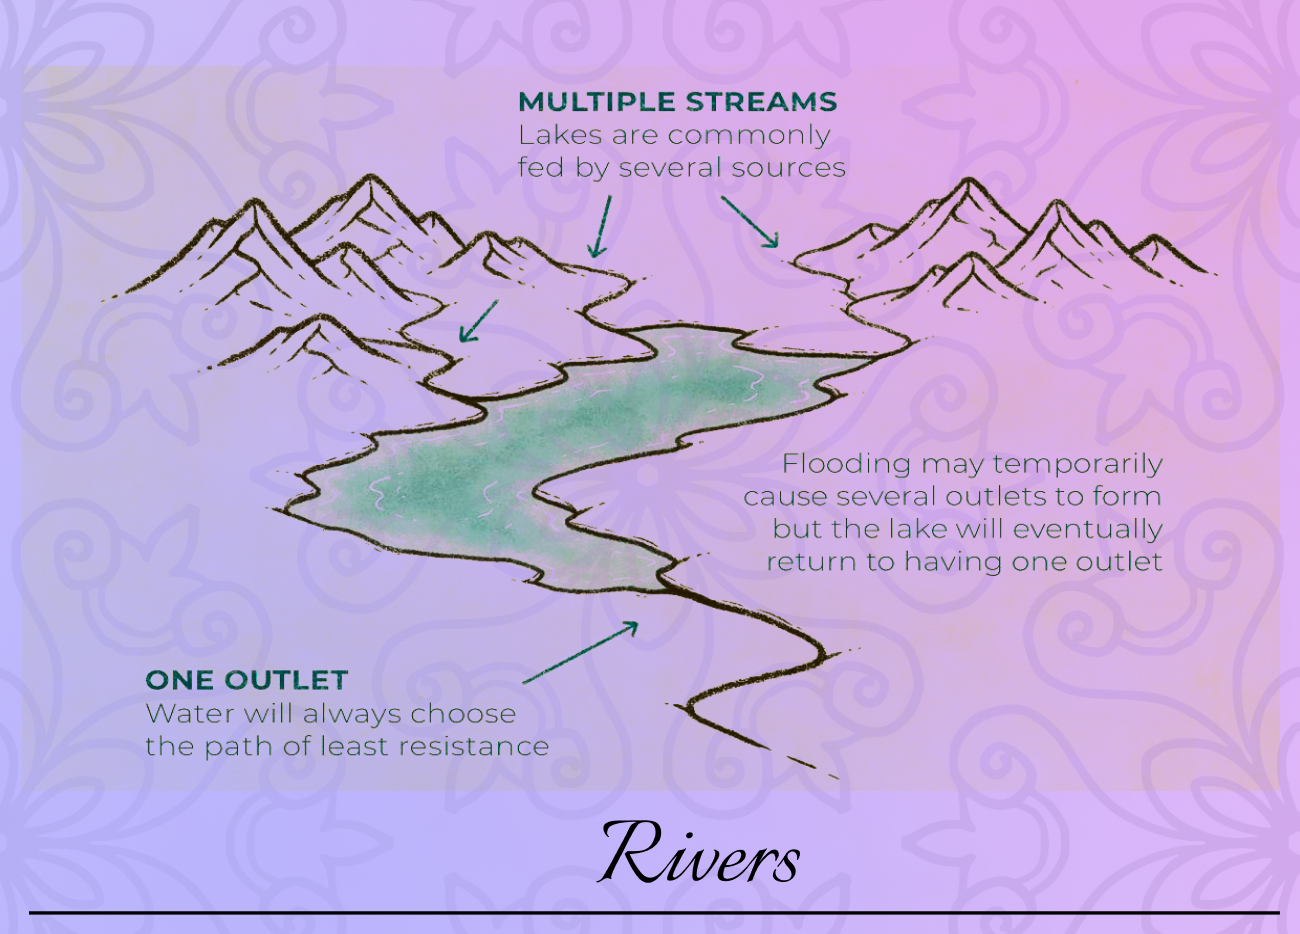 MULTIPLE STREAMS
Lakes are commonly
fed by several sources
Flooding may temporarily
cause several outlets to form
but the lake will eventually
return to having one outlet
ONE OUTLET
Water will always choose
the path of least resistance
Rivers